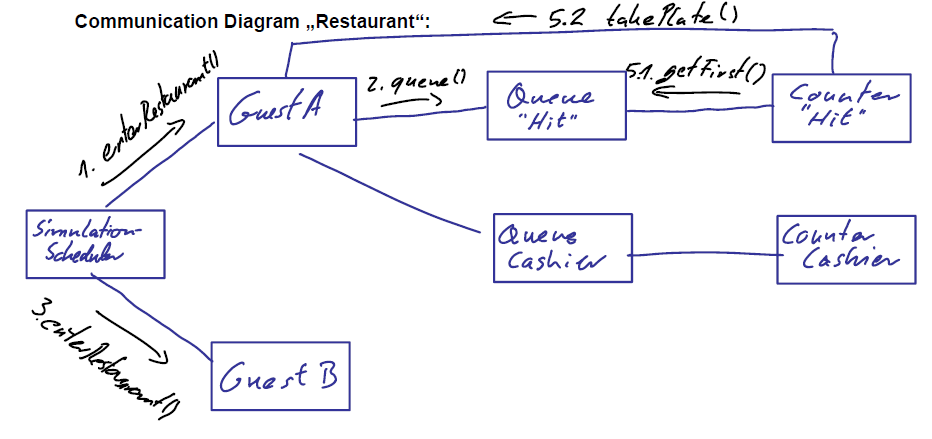 Communication Diagram „Restaurant“:
← 5.2 takePlate()
1. enterRestaurant()
Guest A
2. queue()
Queue
"Hit"
5.1. getFirst()
Counter
"Hit"
Simulation-
Scheduler
Queue
Cashier
Counter
Cashier
3. enterRestaurant()
Guest B